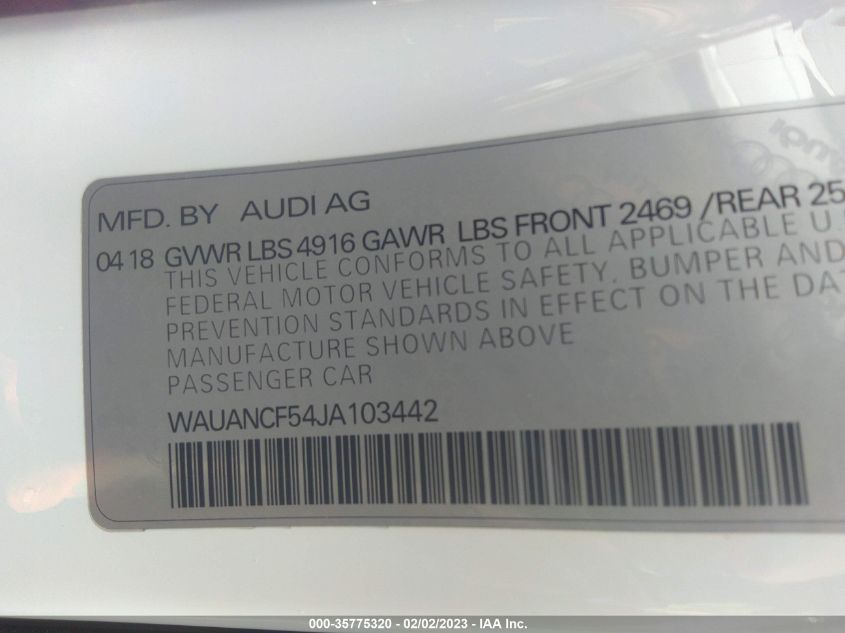 MFD. BY AUDI AG
04 18 GVWR LBS 4916 GAWR LBS FRONT 2469 /REAR 25
THIS VEHICLE CONFORMS TO ALL APPLICABLE U
FEDERAL MOTOR VEHICLE SAFETY, BUMPER AND
PREVENTION STANDARDS IN EFFECT ON THE DA
MANUFACTURE SHOWN ABOVE
PASSENGER CAR
WAUANCF54JA103442
000-35775320 - 02/02/2023 - IAA Inc.